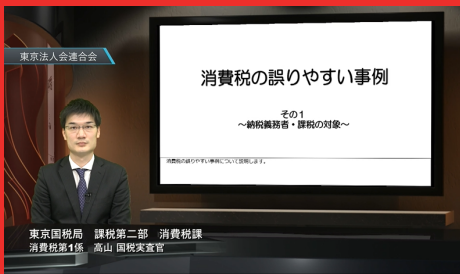 東京法人会連合会
消費税の誤りやすい事例
その1
~納税義務者・課税の対象~
消費税の誤りやすい事例について説明します。
東京国税局 課税第二部 消費税課
消費税第1係 高山 国税実査官